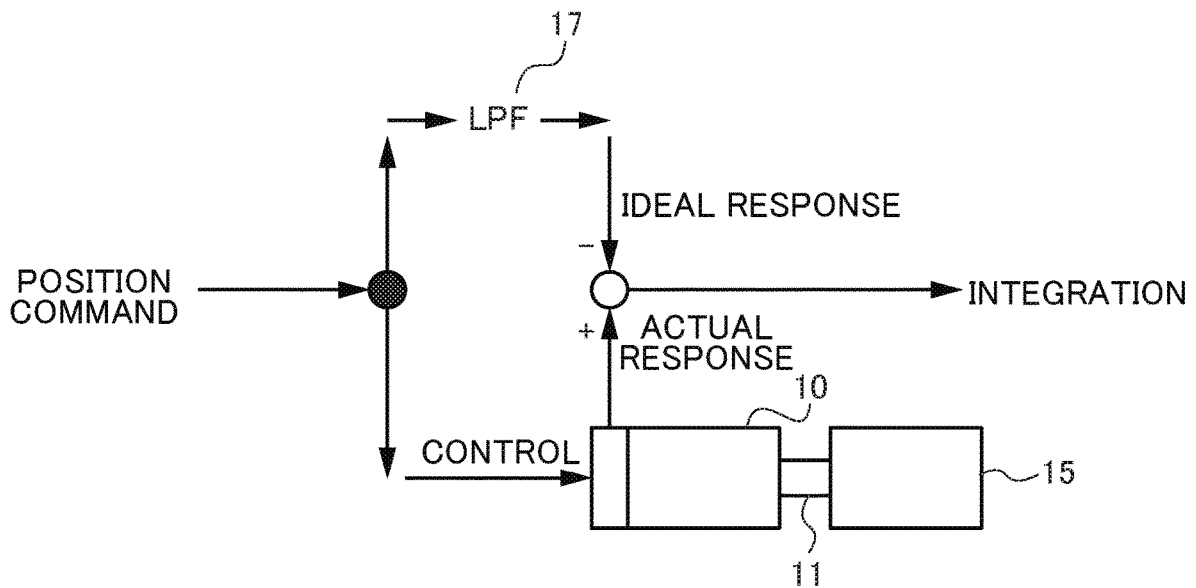 17
LPF
IDEAL RESPONSE
-
POSITION
COMMAND
INTEGRATION
+
ACTUAL
RESPONSE
10
CONTROL
15
11